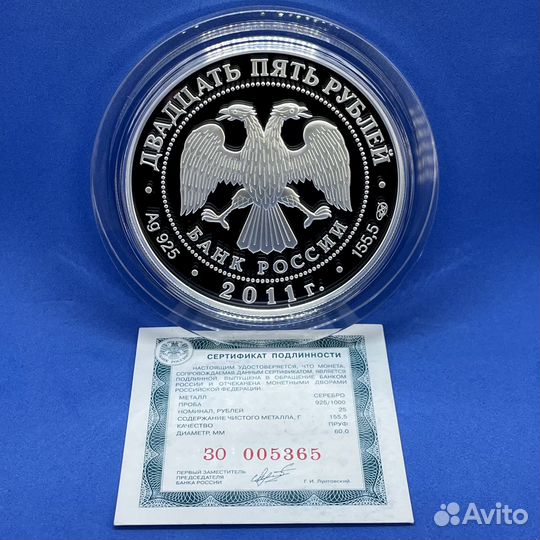 ДВАДЦАТЬ ПЯТЬ РУБЛЕЙ
Ag 925
БАНК РОССИИ
155,5
2011 г.
СЕРТИФИКАТ ПОДЛИННОСТИ
НАСТОЯЩИМ УДОСТОВЕРЯЕТСЯ, ЧТО МОНЕТА,
СОПРОВОЖДАЕМАЯ ДАННЫМ СЕРТИФИКАТОМ, ЯВЛЯЕТСЯ
ПОДЛИННОЙ, ВЫПУЩЕНА В ОБРАЩЕНИЕ БАНКОМ
РОССИИ И ОТЧЕКАНЕНА МОНЕТНЫМИ ДВОРАМИ
РОССИЙСКОЙ ФЕДЕРАЦИИ.
МЕТАЛЛ СЕРЕБРО
ПРОБА 925/1000
НОМИНАЛ, РУБЛЕЙ 25
СОДЕРЖАНИЕ ЧИСТОГО МЕТАЛЛА, Г 155,5
КАЧЕСТВО ПРУФ
ДИАМЕТР, ММ 60,0
ЗО 005365
ПЕРВЫЙ ЗАМЕСТИТЕЛЬ
ПРЕДСЕДАТЕЛЯ
БАНКА РОССИИ
Г. И. Лунтовский
Avito